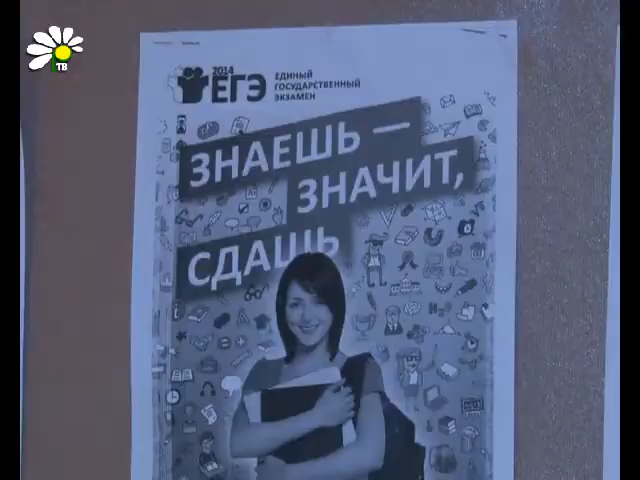 ТВ
2014
ЕГЭ
ЕДИНЫЙ
ГОСУДАРСТВЕННЫЙ
ЭКЗАМЕН
ЗНАЕШЬ —
ЗНАЧИТ,
СДАШЬ